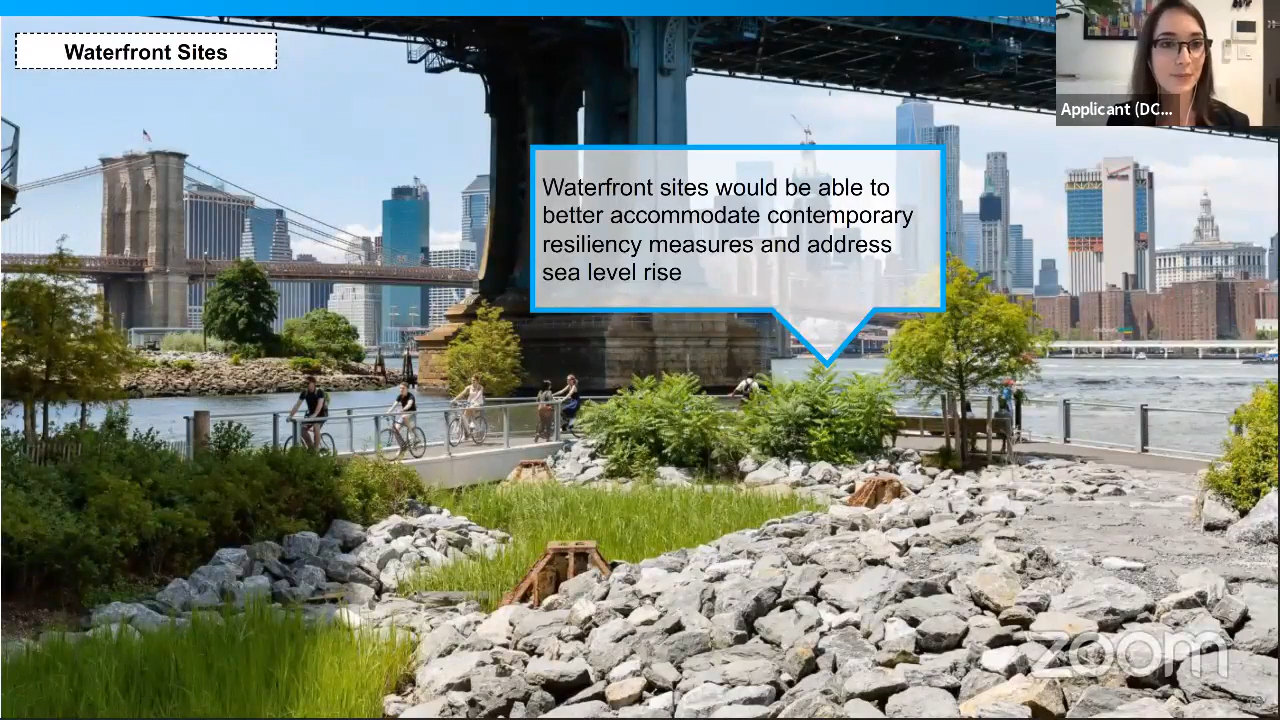 Waterfront Sites
Applicant (DC...
Waterfront sites would be able to
better accommodate contemporary
resiliency measures and address
sea level rise
zoom